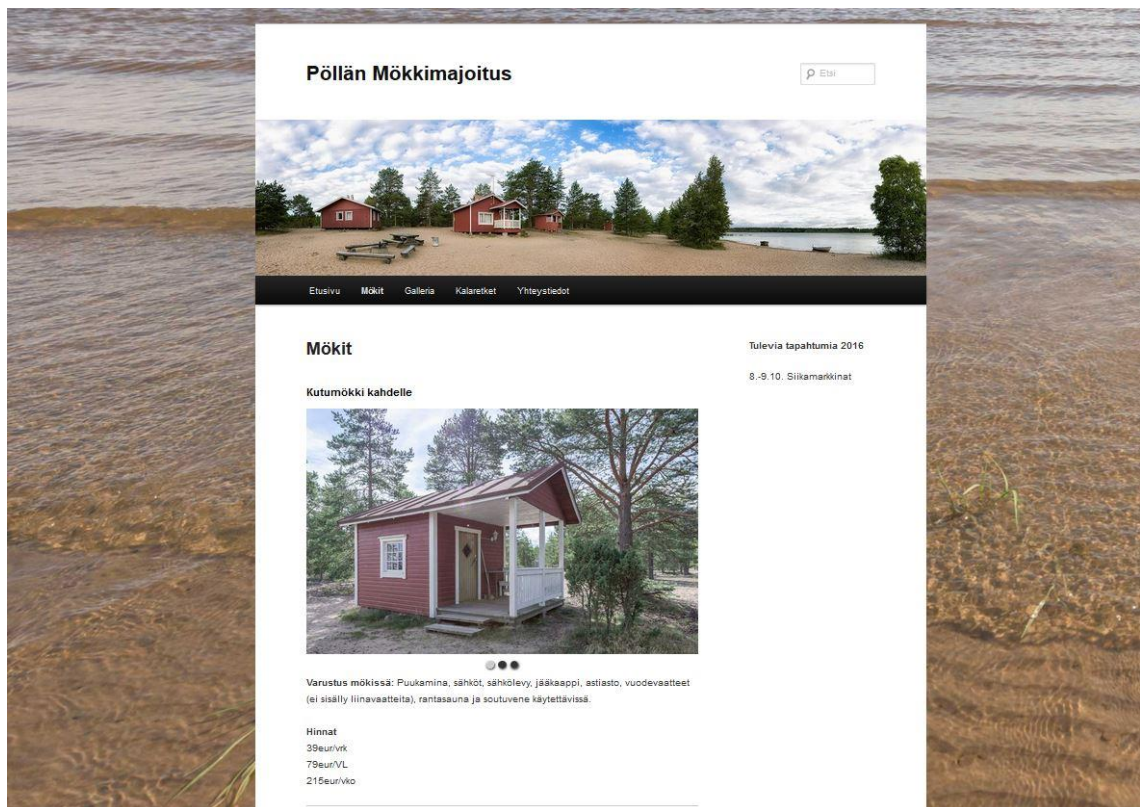 Pöllän Mökkimajoitus
Etsi
Etusivu Mökit Galleria Kalaretket Yhteystiedot
Mökit
Kutumökki kahdelle
Varustus mökissä: Puukamina, sähköt, sähkölevy, jääkaappi, astiasto, vuodevaatteet
(ei sisälly liinavaatteita), rantasauna ja soutuvene käytettävissä.
Hinnat
39eur/vrk
79eur/VL
215eur/vko
Tulevia tapahtumia 2016
8.-9.10. Siikamarkkinat